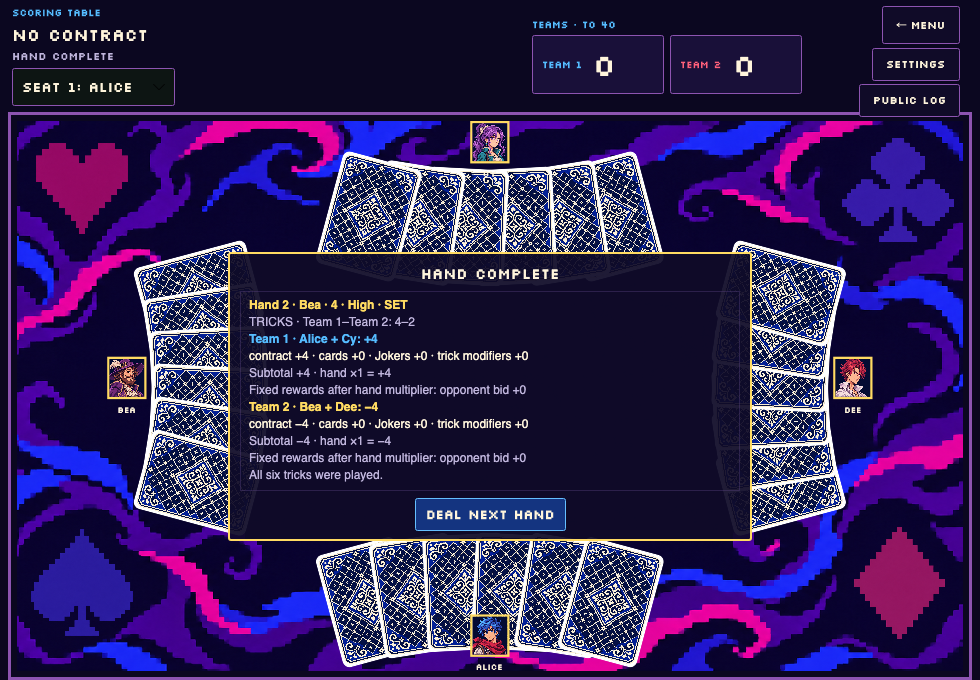 SCORING TABLE
NO CONTRACT
HAND COMPLETE
SEAT 1: ALICE
TEAMS · TO 40
TEAM 1 0
TEAM 2 0
← MENU
SETTINGS
PUBLIC LOG
HAND COMPLETE
Hand 2 · Bea · 4 · High · SET
TRICKS · Team 1–Team 2: 4–2
Team 1 · Alice + Cy: +4
contract +4 · cards +0 · Jokers +0 · trick modifiers +0
Subtotal +4 · hand ×1 = +4
Fixed rewards after hand multiplier: opponent bid +0
Team 2 · Bea + Dee: −4
contract −4 · cards +0 · Jokers +0 · trick modifiers +0
Subtotal −4 · hand ×1 = −4
Fixed rewards after hand multiplier: opponent bid +0
All six tricks were played.
DEAL NEXT HAND
BEA
DEE
ALICE